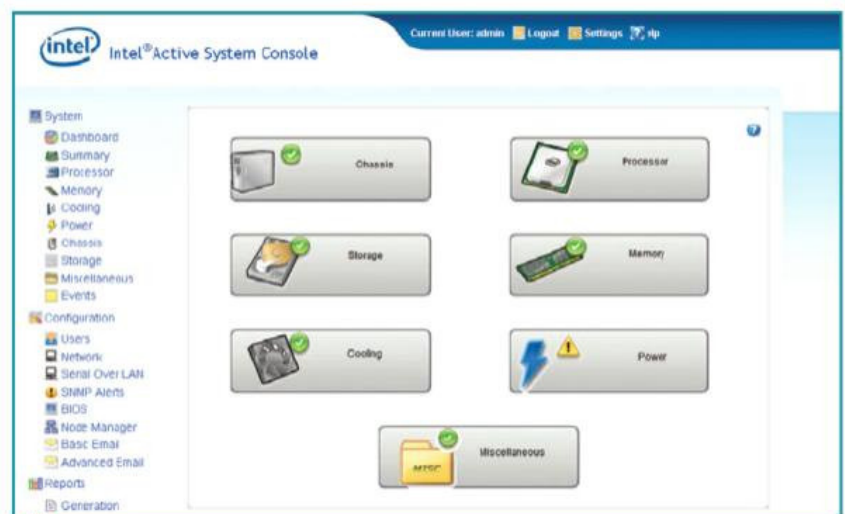 Current User: admin Logout Settings
intel
Intel®Active System Console
System
Dashboard
Summary
Processor
Memory
Cooling
Power
Chassis
Storage
Miscellaneous
Events
Configuration
Users
Network
Serial Over LAN
SNMP Alerts
BIOS
Node Manager
Basic Email
Advanced Email
Reports
Generation
Chassis
Processor
Storage
Memory
Cooling
Power
MISC
Miscellaneous